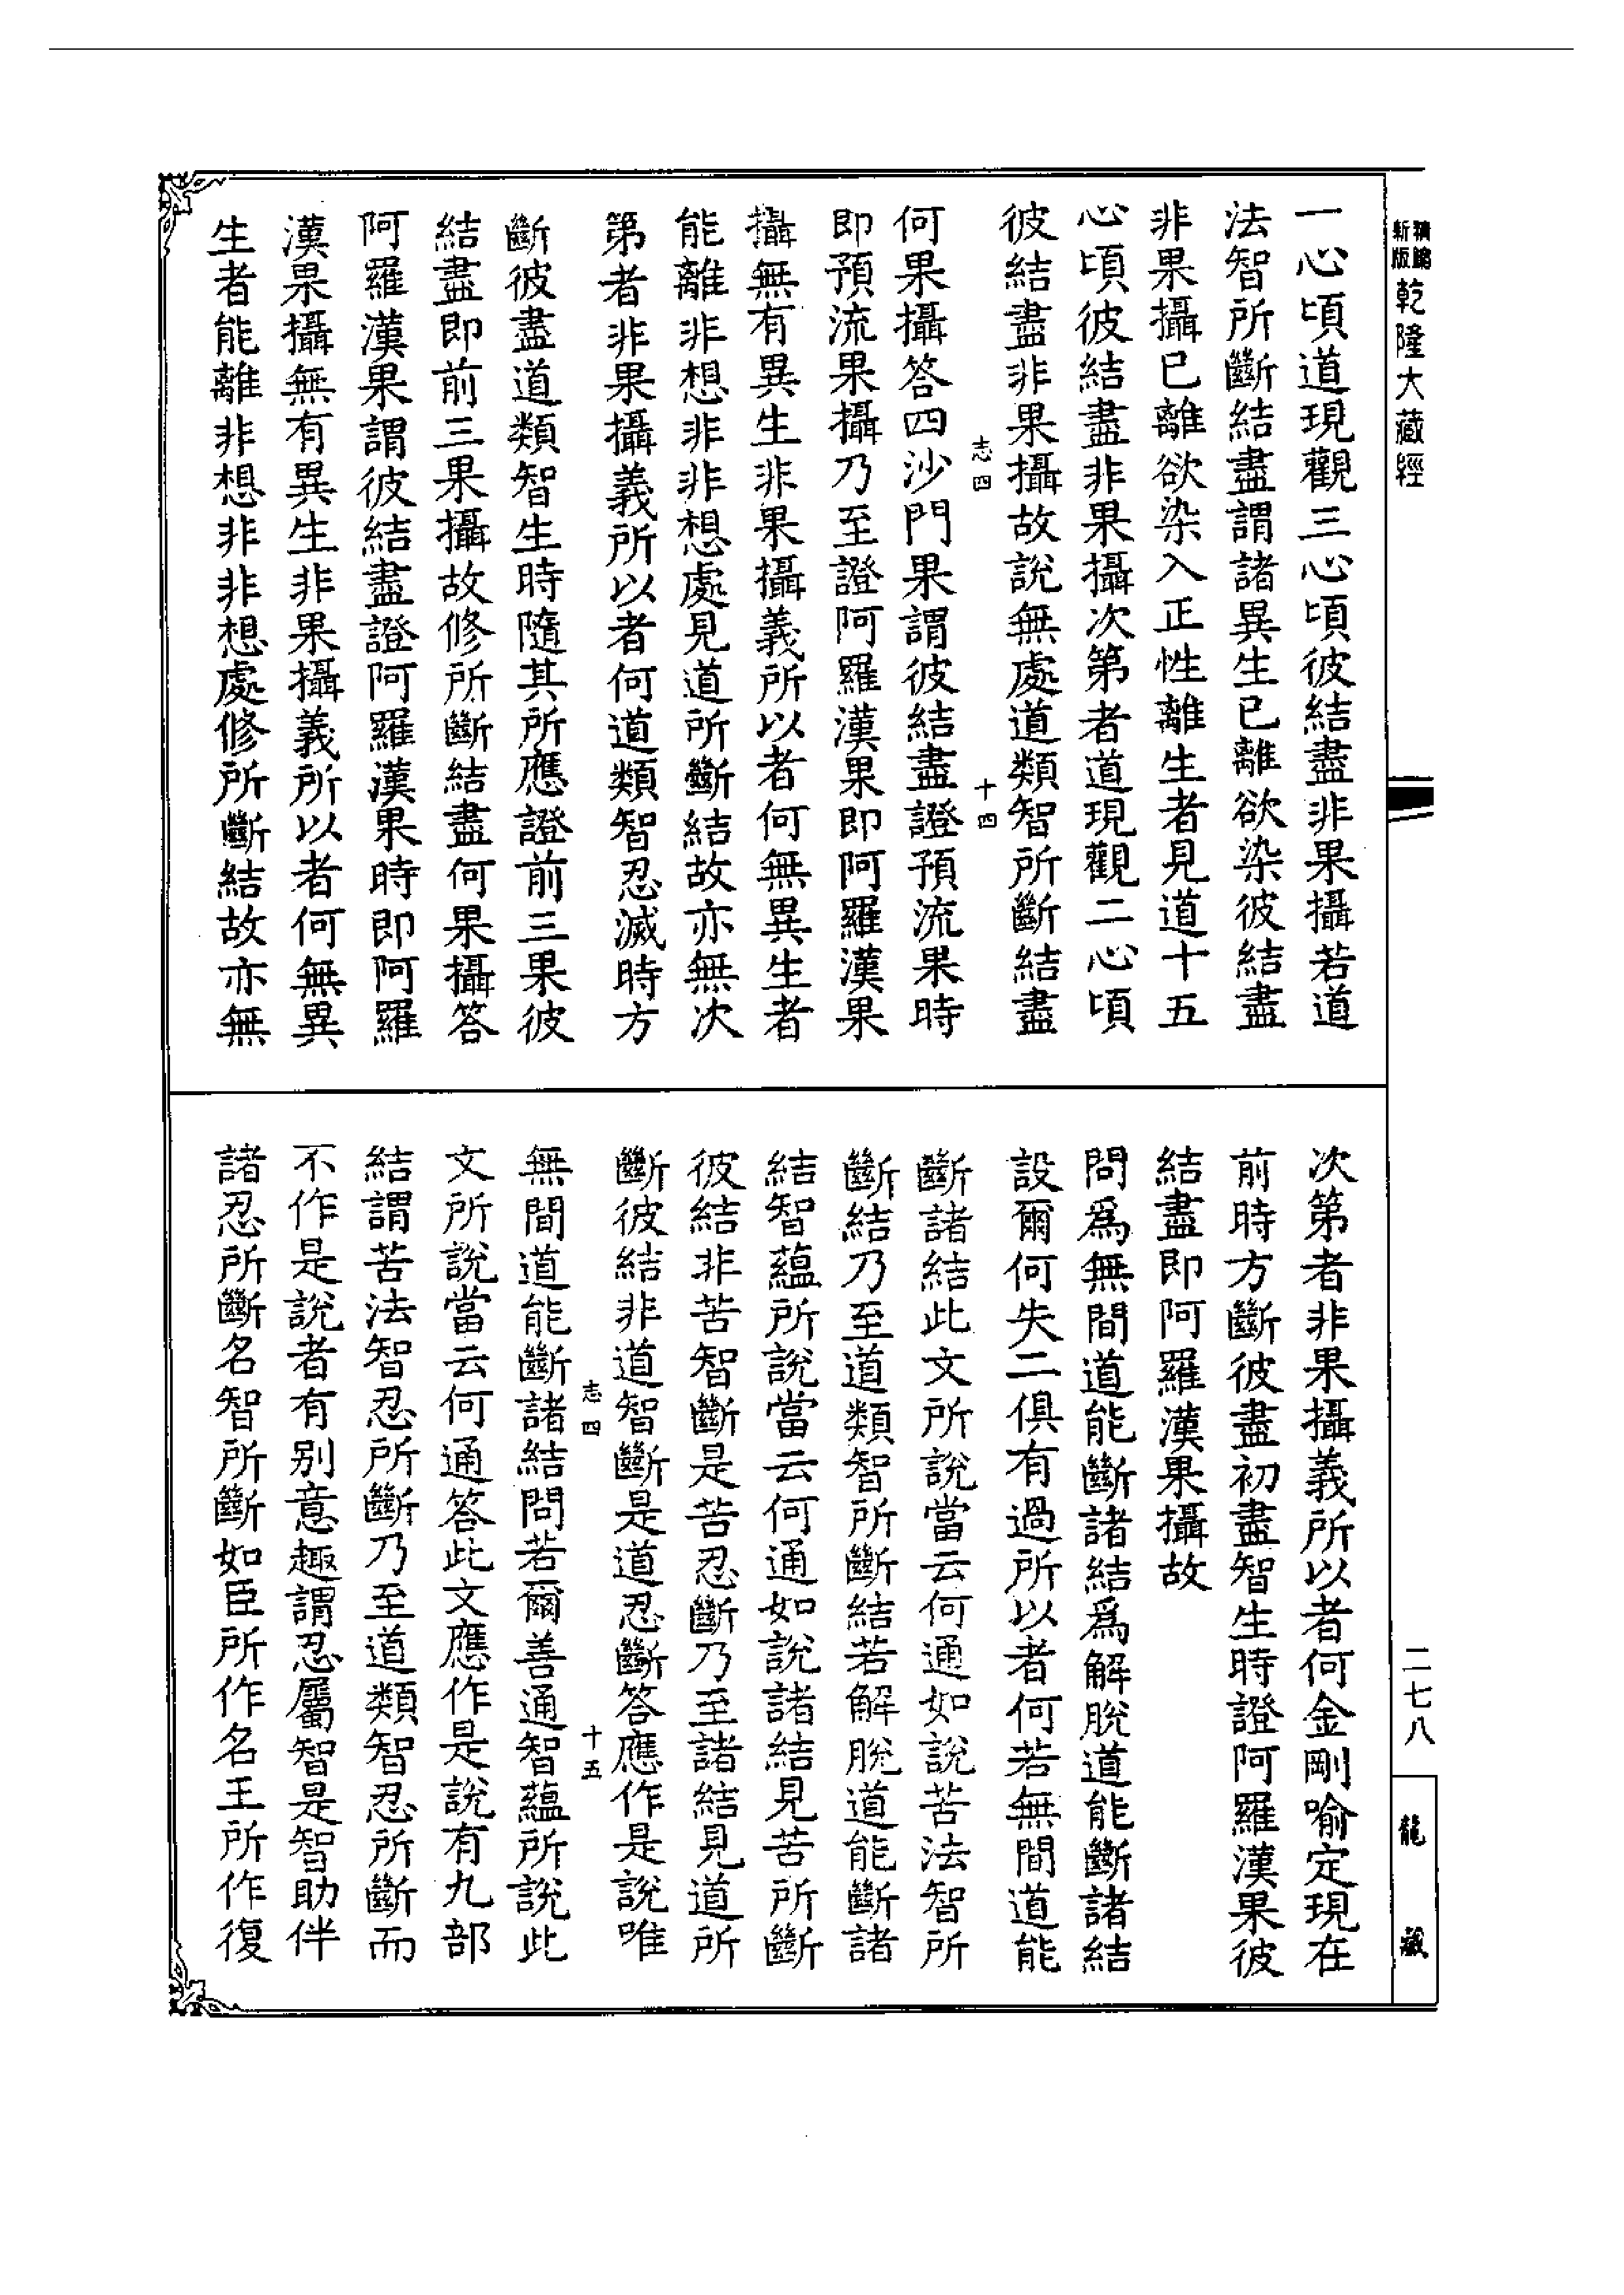 新版
乾隆大藏經
一心頃道現觀三心頃彼結盡非果攝若道
法智所斷結盡謂諸異生已離欲染彼結盡
非果攝已離欲染入正性離生者見道十五
心頃彼結盡非果攝次第者道現觀二心頃
彼結盡非果攝故說無處道類智所斷結盡
志四 十四
何果攝答四沙門果謂彼結盡證預流果時
即預流果攝乃至證阿羅漢果即阿羅漢果
攝無有異生非果攝義所以者何無異生者
能離非想非非想處見道所斷結故亦無次
第者非果攝義所以者何道類智忍滅時方
斷彼盡道類智生時隨其所應證前三果彼
結盡即前三果攝故修所斷結盡何果攝答
阿羅漢果謂彼結盡證阿羅漢果時即阿羅
漢果攝無有異生非果攝義所以者何無異
生者能離非想非非想處修所斷結故亦無
次第者非果攝義所以者何金剛喻定現在
前時方斷彼盡初盡智生時證阿羅漢果彼
結盡即阿羅漢果攝故
問爲無間道能斷諸結爲解脫道能斷諸結
設爾何失二俱有過所以者何若無間道能
斷諸結此文所說當云何通如說苦法智所
斷結乃至道類智所斷結若解脫道能斷諸
結智蘊所說當云何通如說諸結見苦所斷
彼結非苦智斷是苦忍斷乃至諸結見道所
斷彼結非道智斷是道忍斷答應作是說唯
志四 十五
無間道能斷諸結問若爾善通智蘊所說此
文所說當云何通答此文應作是說有九部
結謂苦法智忍所斷乃至道類智忍所斷而
不作是說者有别意趣謂忍屬智是智助伴
諸忍所斷名智所斷如臣所作名王所作復
二七八
龍藏